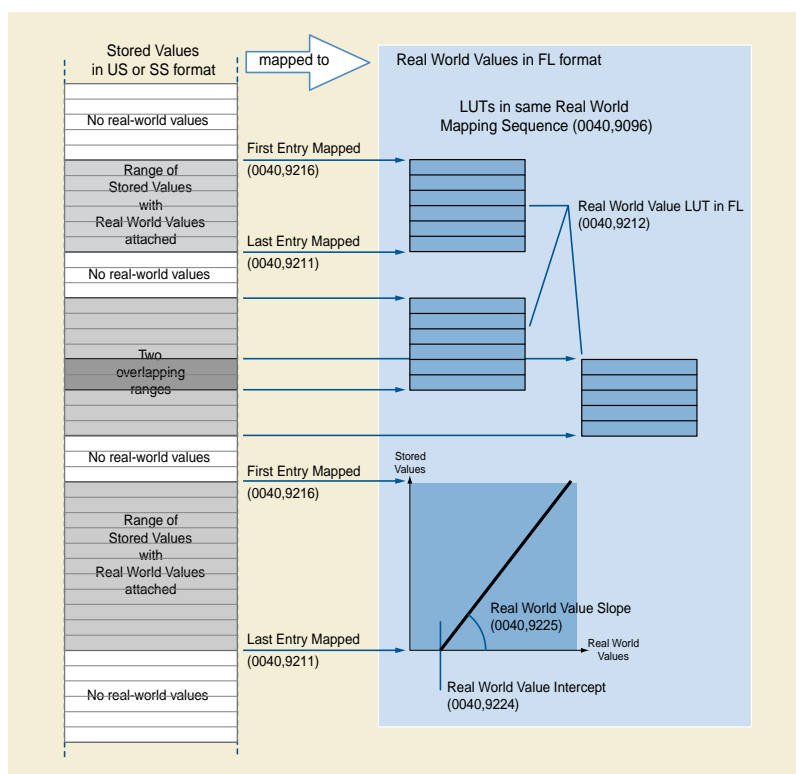 Stored Values
in US or SS format
mapped to
Real World Values in FL format
LUTs in same Real World
Mapping Sequence (0040,9096)
No real-world values
First Entry Mapped
(0040,9216)
Range of
Stored Values
with
Real World Values
attached
Real World Value LUT in FL
(0040,9212)
Last Entry Mapped
(0040,9211)
No real-world values
Two
overlapping
ranges
No real-world values
First Entry Mapped
(0040,9216)
Stored
Values
Range of
Stored Values
with
Real World Values
attached
Real World Value Slope
(0040,9225)
Last Entry Mapped
(0040,9211)
Real World
Values
No real-world values
Real World Value Intercept
(0040,9224)